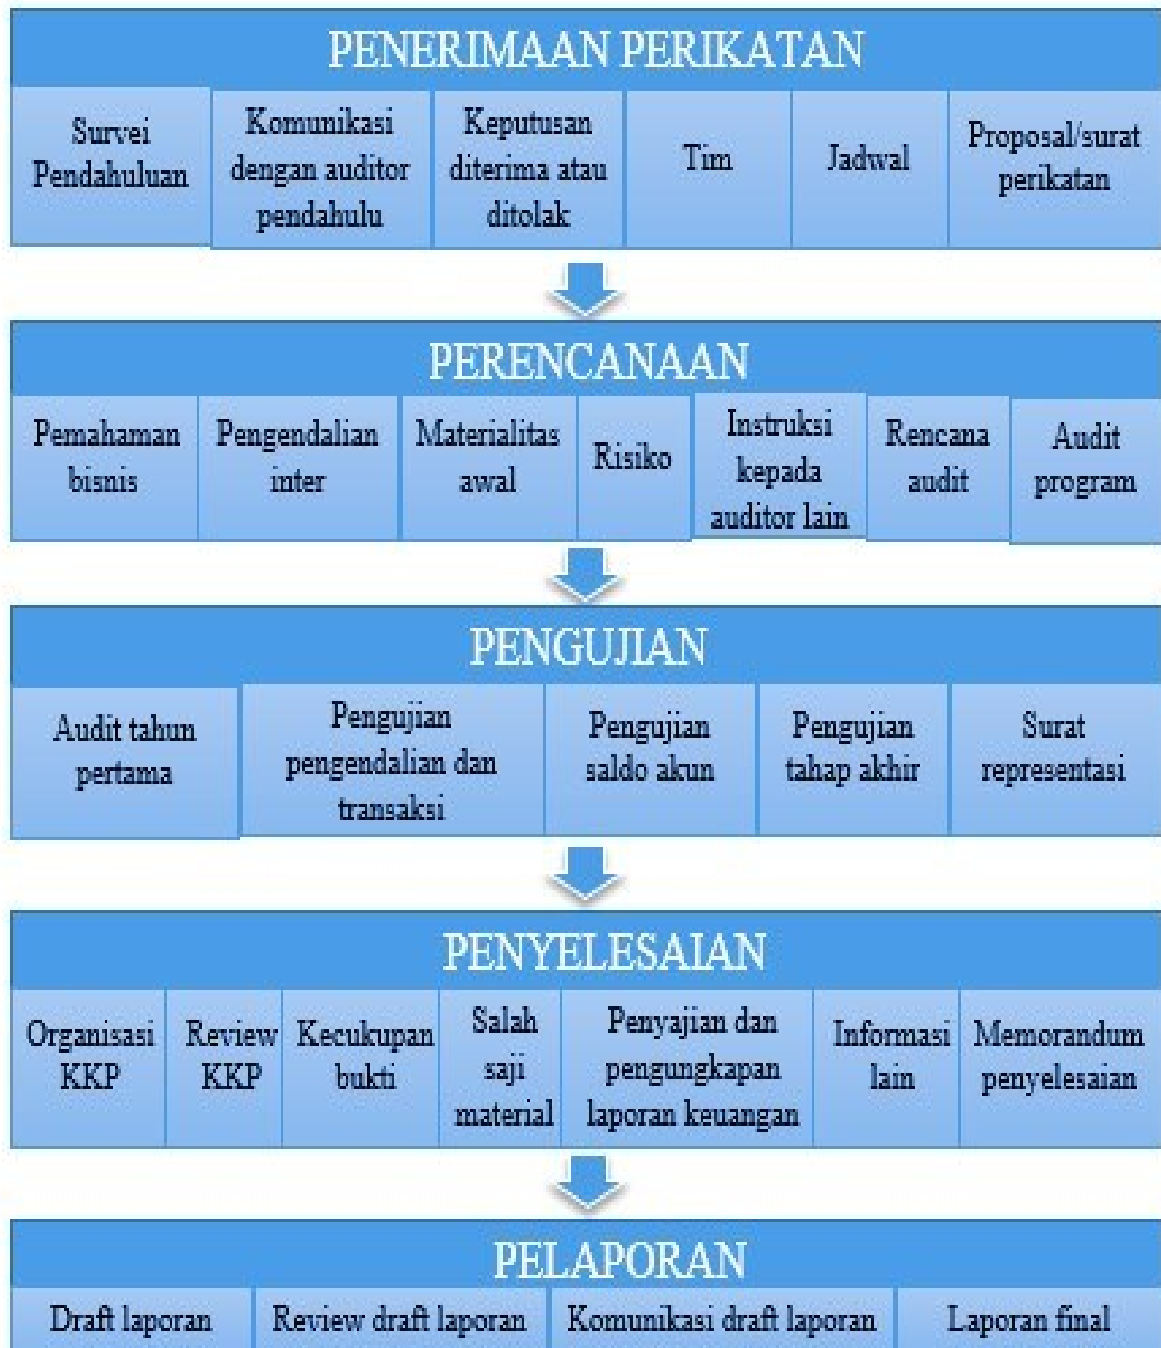 PENERIMAAN PERIKATAN
Survei
Pendahuluan
Komunikasi
dengan auditor
pendahulu
Keputusan
diterima atau
ditolak
Tim
Jadwal
Proposal/surat
perikatan
PERENCANAAN
Pemahaman
bisnis
Pengendalian
inter
Materialitas
awal
Risiko
Instruksi
kepada
auditor lain
Rencana
audit
Audit
program
PENGUJIAN
Audit tahun
pertama
Pengujian
pengendalian dan
transaksi
Pengujian
saldo akun
Pengujian
tahap akhir
Surat
representasi
PENYELESAIAN
Organisasi
KKP
Review
KKP
Kecukupan
bukti
Salah
saji
material
Penyajian dan
pengungkapan
laporan keuangan
Informasi
lain
Memorandum
penyelesaian
PELAPORAN
Draft laporan
Review draft laporan
Komunikasi draft laporan
Laporan final